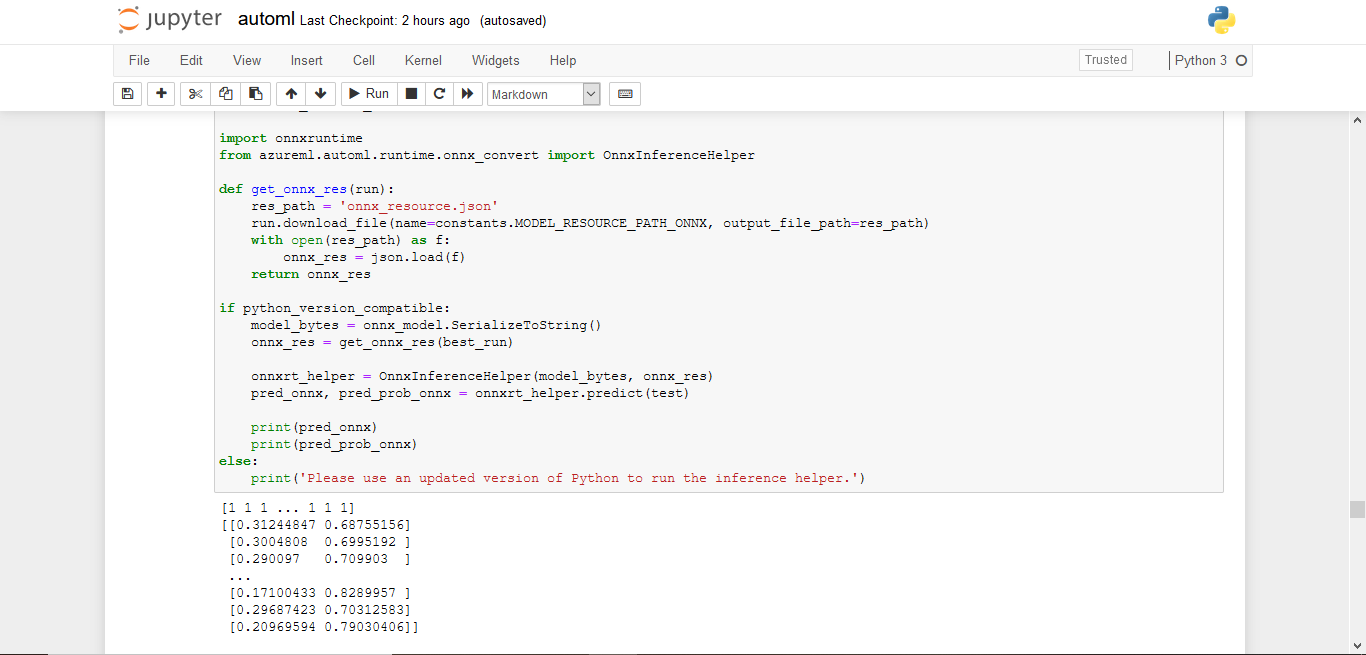 jupyter automl Last Checkpoint: 2 hours ago (autosaved)
File Edit View Insert Cell Kernel Widgets Help Trusted Python 3
Run Markdown
import onnxruntime
from azureml.automl.runtime.onnx_convert import OnnxInferenceHelper
def get_onnx_res(run):
    res_path = 'onnx_resource.json'
    run.download_file(name=constants.MODEL_RESOURCE_PATH_ONNX, output_file_path=res_path)
    with open(res_path) as f:
        onnx_res = json.load(f)
    return onnx_res
if python_version_compatible:
    model_bytes = onnx_model.SerializeToString()
    onnx_res = get_onnx_res(best_run)
    onnxrt_helper = OnnxInferenceHelper(model_bytes, onnx_res)
    pred_onnx, pred_prob_onnx = onnxrt_helper.predict(test)
    print(pred_onnx)
    print(pred_prob_onnx)
else:
    print('Please use an updated version of Python to run the inference helper.')
[1 1 1 ... 1 1 1]
[[0.31244847 0.68755156]
 [0.3004808  0.6995192 ]
 [0.290097   0.709903  ]
 ...
 [0.17100433 0.8289957 ]
 [0.29687423 0.70312583]
 [0.20969594 0.79030406]]